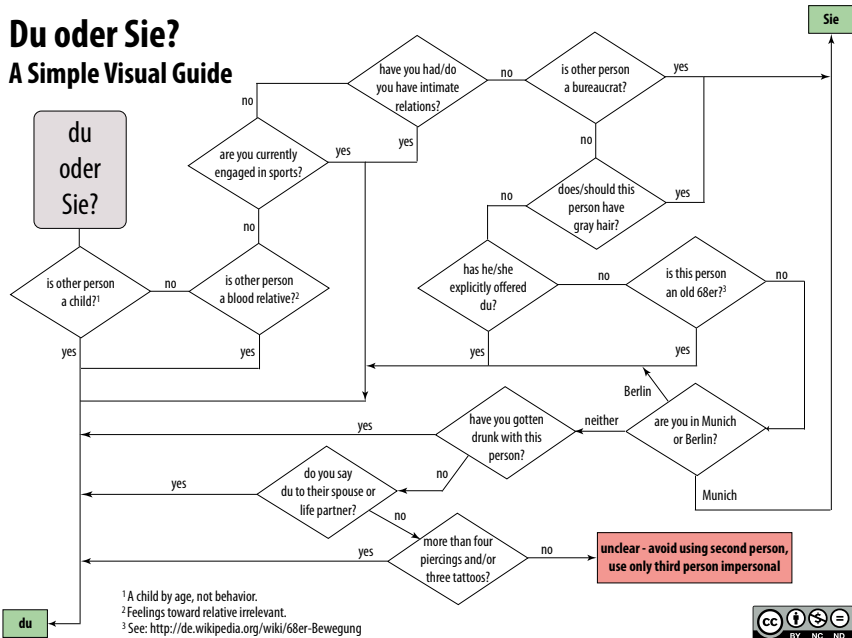 Du oder Sie?
A Simple Visual Guide
Sie
du
oder
Sie?
is other person
a child?¹
no
yes
is other person
a blood relative?²
yes
no
are you currently
engaged in sports?
yes
no
have you had/do
you have intimate
relations?
yes
no
is other person
a bureaucrat?
yes
no
does/should this
person have
gray hair?
yes
no
has he/she
explicitly offered
du?
yes
no
is this person
an old 68er?³
yes
no
are you in Munich
or Berlin?
Berlin
Munich
neither
have you gotten
drunk with this
person?
yes
no
do you say
du to their spouse or
life partner?
yes
no
more than four
piercings and/or
three tattoos?
yes
no
unclear - avoid using second person,
use only third person impersonal
du
¹ A child by age, not behavior.
² Feelings toward relative irrelevant.
³ See: http://de.wikipedia.org/wiki/68er-Bewegung
cc
BY NC ND